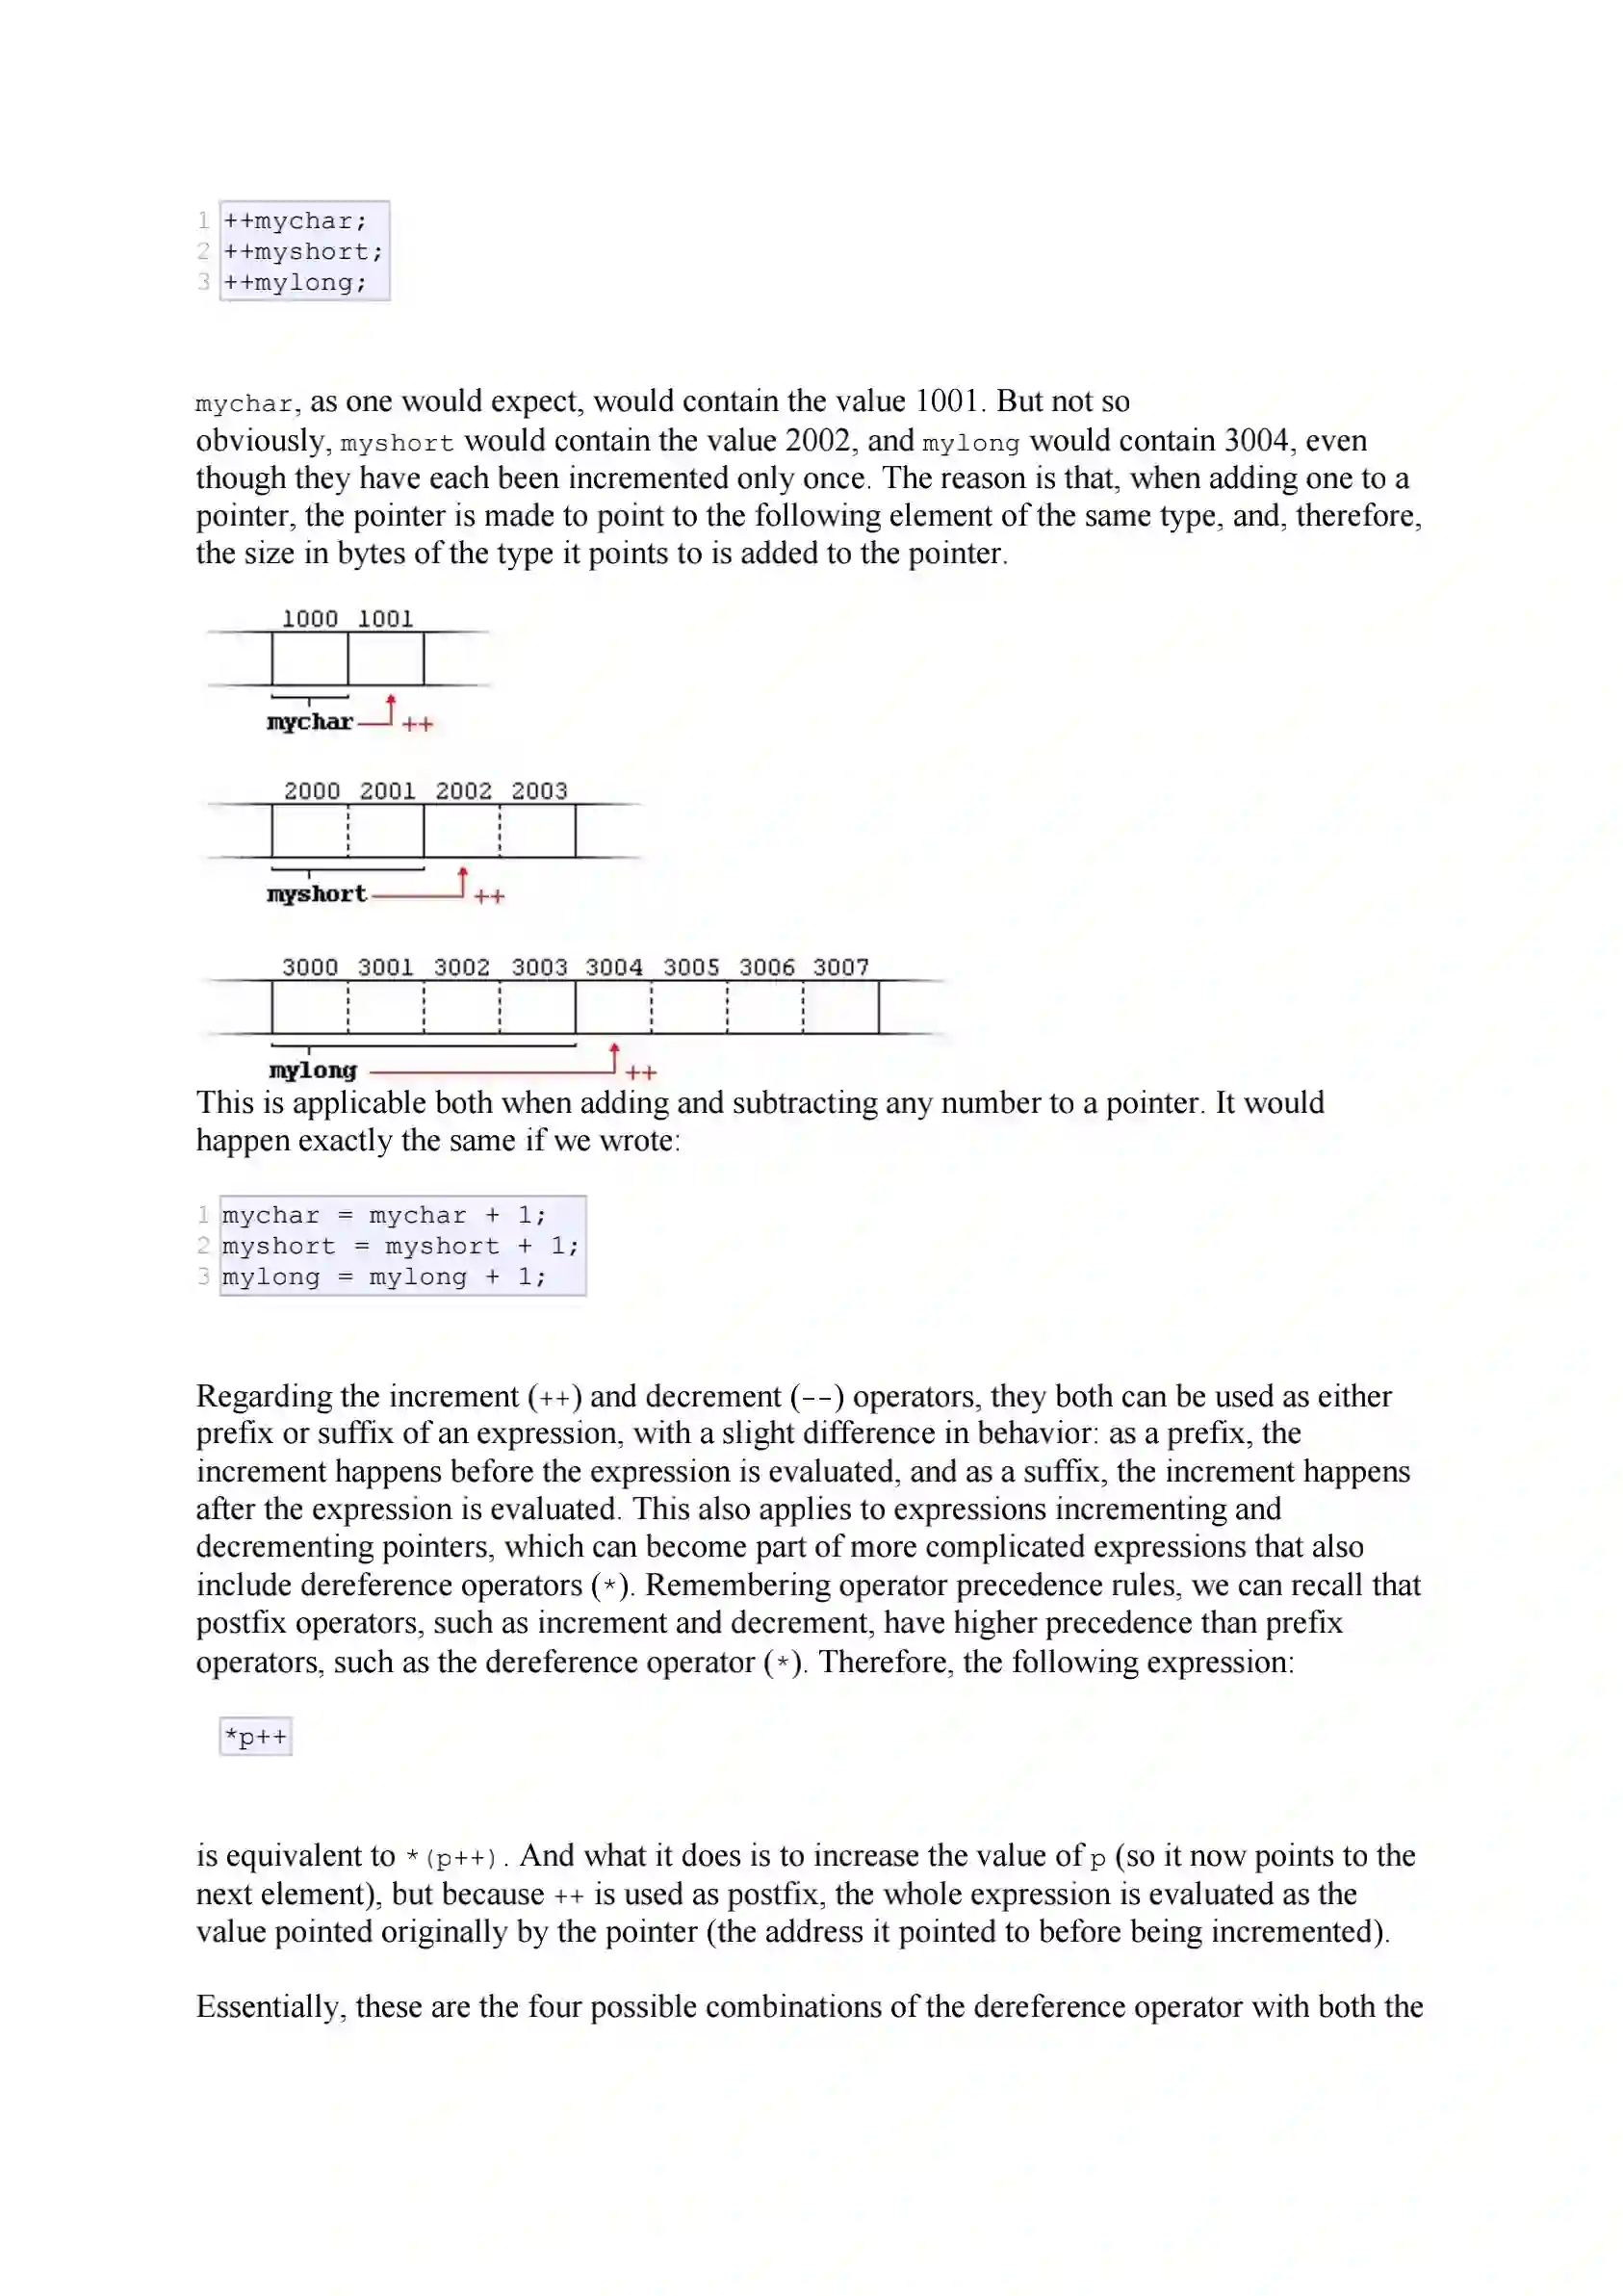 1 ++mychar;
2 ++myshort;
3 ++mylong;
mychar, as one would expect, would contain the value 1001. But not so
obviously, myshort would contain the value 2002, and mylong would contain 3004, even
though they have each been incremented only once. The reason is that, when adding one to a
pointer, the pointer is made to point to the following element of the same type, and, therefore,
the size in bytes of the type it points to is added to the pointer.
1000 1001
mychar ++
2000 2001 2002 2003
myshort ++
3000 3001 3002 3003 3004 3005 3006 3007
mylong ++
This is applicable both when adding and subtracting any number to a pointer. It would
happen exactly the same if we wrote:
1 mychar = mychar + 1;
2 myshort = myshort + 1;
3 mylong = mylong + 1;
Regarding the increment (++) and decrement (--) operators, they both can be used as either
prefix or suffix of an expression, with a slight difference in behavior: as a prefix, the
increment happens before the expression is evaluated, and as a suffix, the increment happens
after the expression is evaluated. This also applies to expressions incrementing and
decrementing pointers, which can become part of more complicated expressions that also
include dereference operators (*). Remembering operator precedence rules, we can recall that
postfix operators, such as increment and decrement, have higher precedence than prefix
operators, such as the dereference operator (*). Therefore, the following expression:
*p++
is equivalent to *(p++). And what it does is to increase the value of p (so it now points to the
next element), but because ++ is used as postfix, the whole expression is evaluated as the
value pointed originally by the pointer (the address it pointed to before being incremented).
Essentially, these are the four possible combinations of the dereference operator with both the